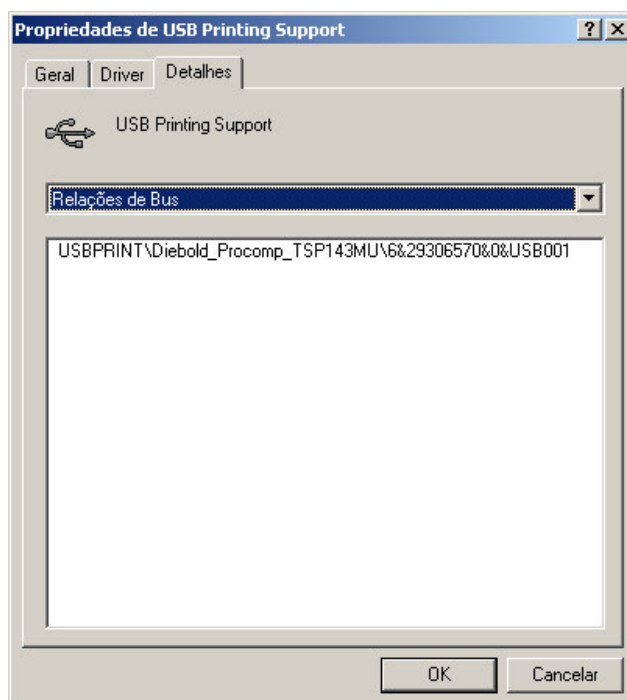 Propriedades de USB Printing Support
Geral Driver Detalhes
USB Printing Support
Relações de Bus
USBPRINT\Diebold_Procomp_TSP143MU\6&29306570&0&USB001
OK Cancelar